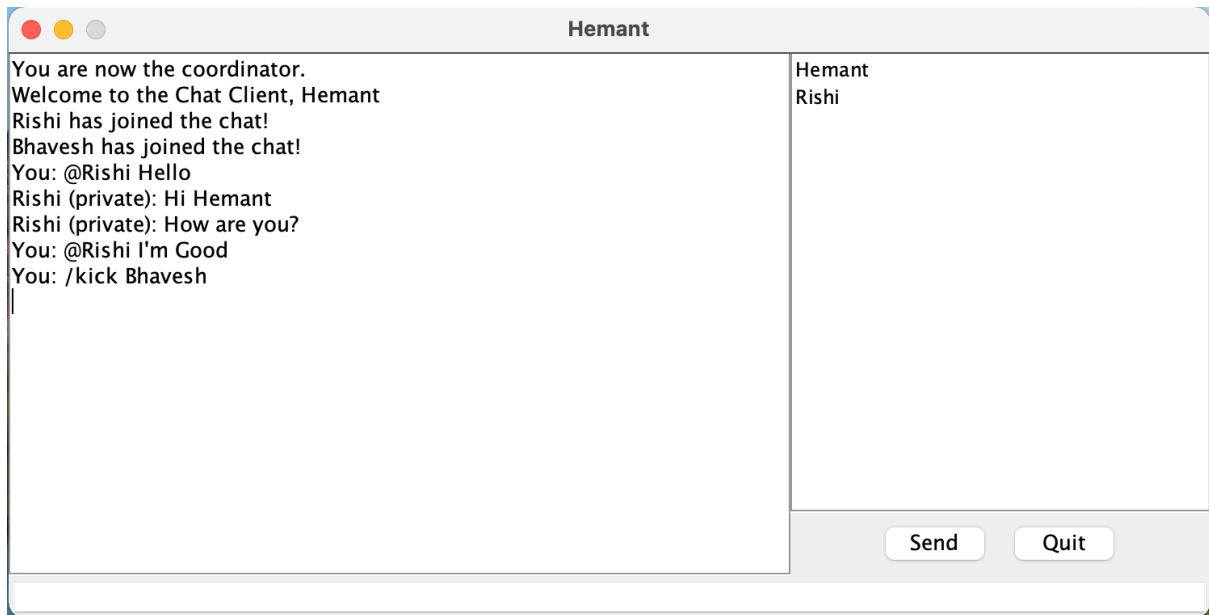 Hemant
You are now the coordinator.
Welcome to the Chat Client, Hemant
Rishi has joined the chat!
Bhavesh has joined the chat!
You: @Rishi Hello
Rishi (private): Hi Hemant
Rishi (private): How are you?
You: @Rishi I'm Good
You: /kick Bhavesh
Hemant
Rishi
Send
Quit